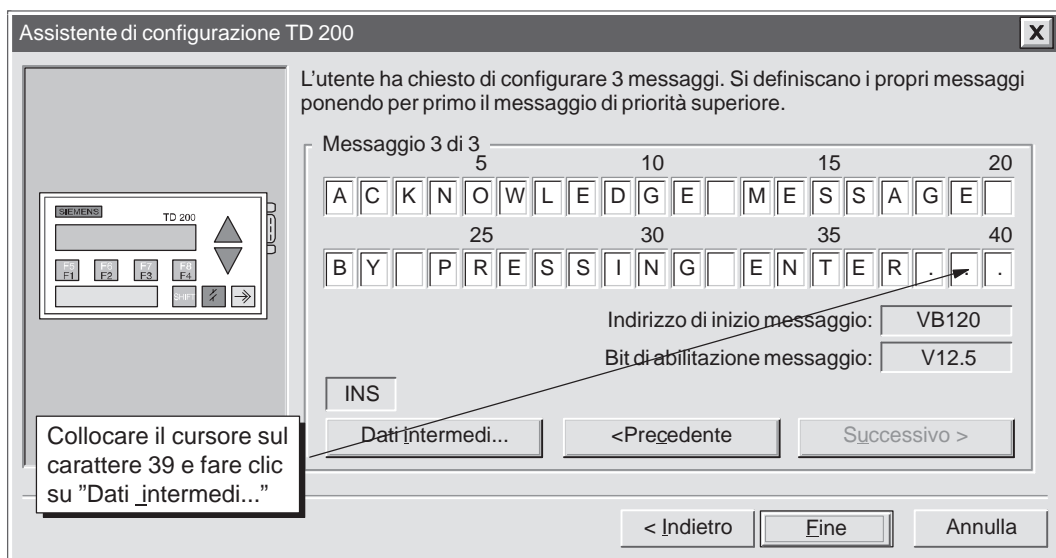 Assistente di configurazione TD 200
X
L'utente ha chiesto di configurare 3 messaggi. Si definiscano i propri messaggi
ponendo per primo il messaggio di priorità superiore.
Messaggio 3 di 3
5 10 15 20
ACKNOWLEDGE MESSAGE
25 30 35 40
BY PRESSING ENTER...
SIEMENS
TD 200
F5 F6 F7 F8
F1 F2 F3 F4
SHIFT
Indirizzo di inizio messaggio: VB120
Bit di abilitazione messaggio: V12.5
INS
Dati intermedi... <Precedente Successivo >
Collocare il cursore sul
carattere 39 e fare clic
su ”Dati _intermedi...”
< Indietro Fine Annulla